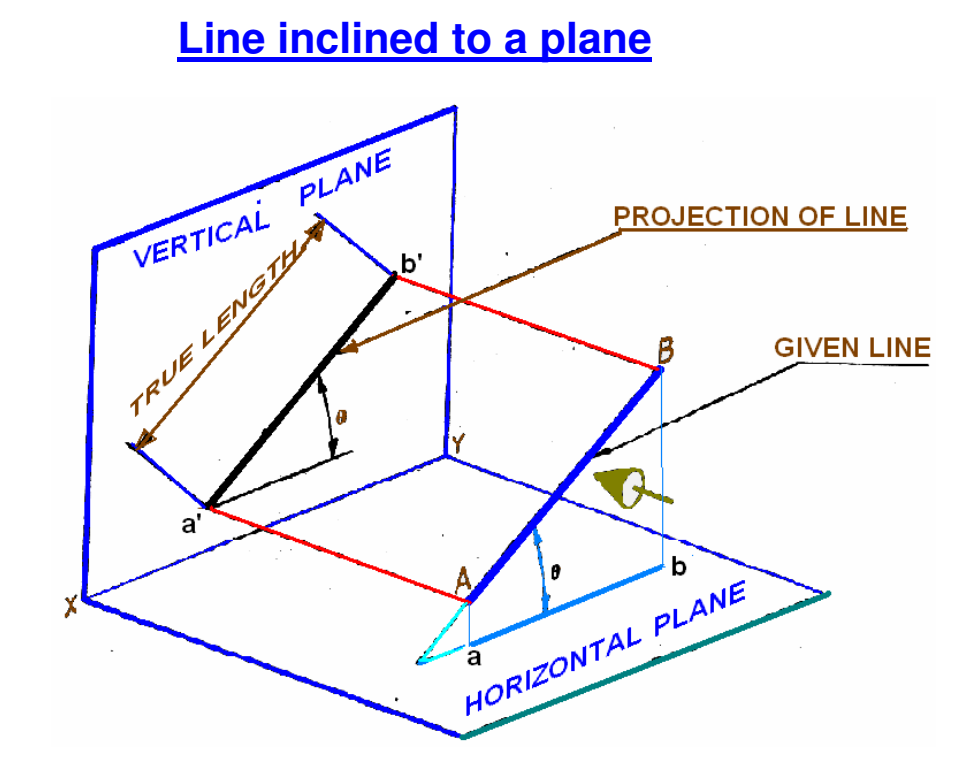 Line inclined to a plane
VERTICAL PLANE
PROJECTION OF LINE
TRUE LENGTH
b'
B
GIVEN LINE
θ
Y
a'
A
θ
b
X
a
HORIZONTAL PLANE